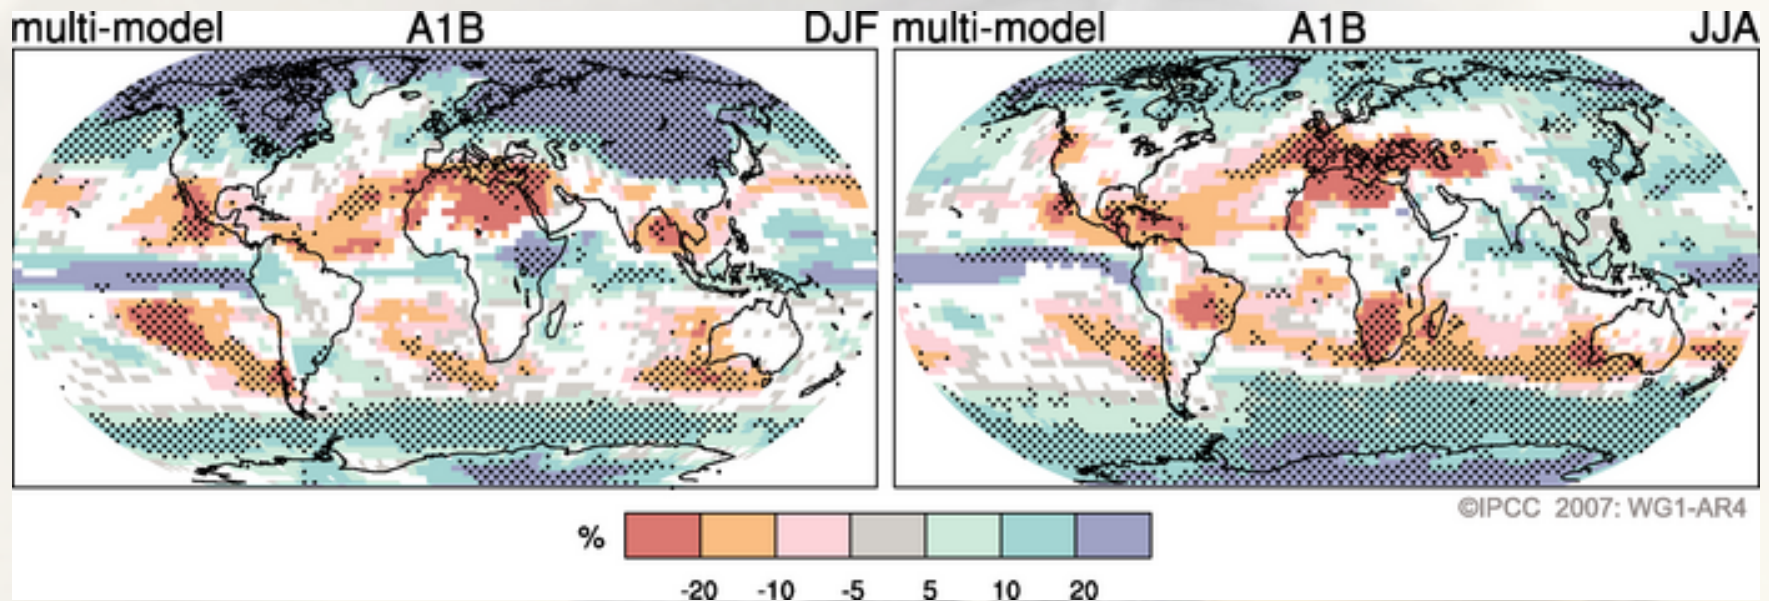 multi-model A1B DJF
multi-model A1B JJA
©IPCC 2007: WG1-AR4
%
-20 -10 -5 5 10 20